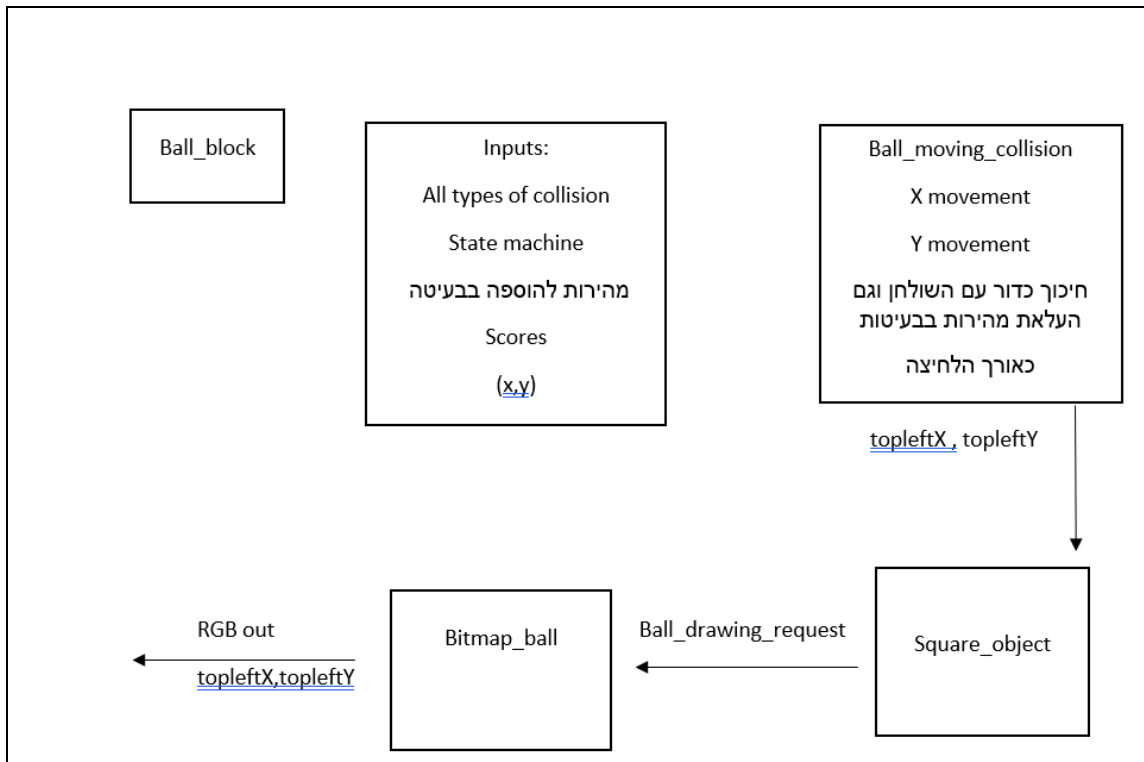 Ball_block
Inputs:
All types of collision
State machine
מהירות להוספה בבעיטה
Scores
(x,y)
Ball_moving_collision
X movement
Y movement
חיכוך כדור עם השולחן וגם
העלאת מהירות בבעיטות
כאורך הלחיצה
topleftX , topleftY
RGB out
topleftX,topleftY
Bitmap_ball
Ball_drawing_request
Square_object